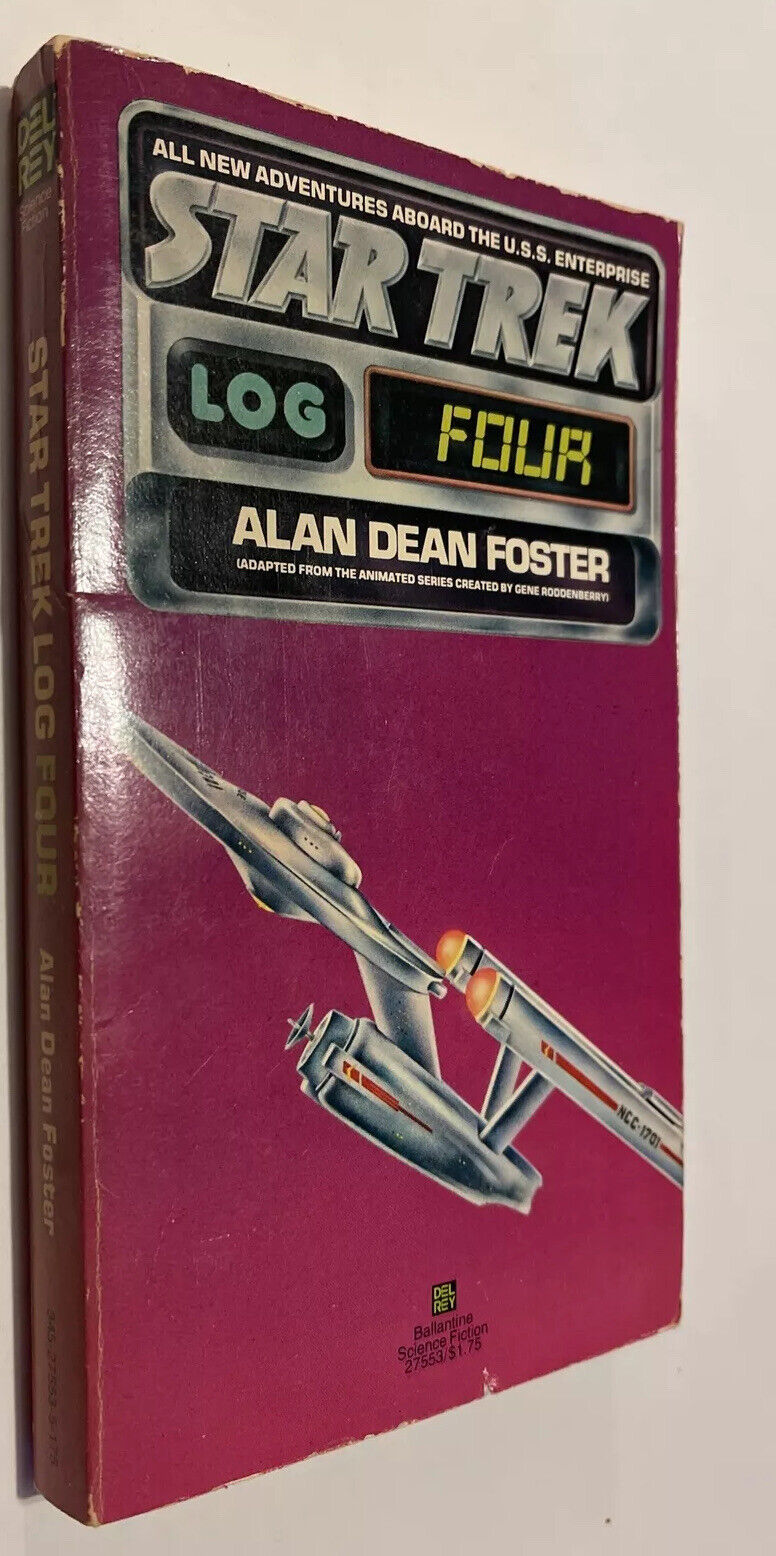 ALL NEW ADVENTURES ABOARD THE U.S.S. ENTERPRISE
STAR TREK
LOG
FOUR
ALAN DEAN FOSTER
(ADAPTED FROM THE ANIMATED SERIES CREATED BY GENE RODDENBERRY)
NCC-1701
DEL
REY
Ballantine
Science Fiction
27553/$1.75
DEL
REY
Science
Fiction
STAR TREK LOG FOUR
Alan Dean Foster